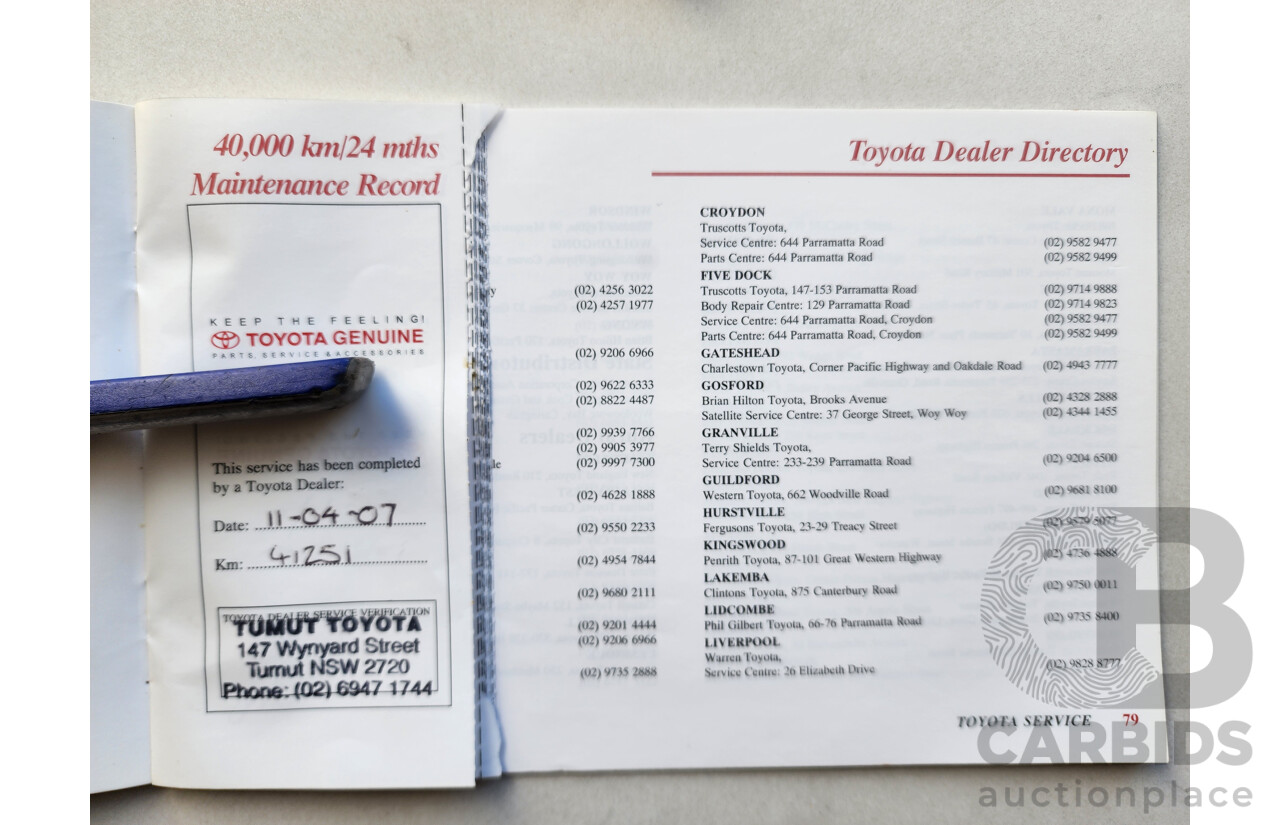 40,000 km/24 mths
Maintenance Record
KEEP THE FEELING!
TOYOTA GENUINE
PARTS, SERVICE & ACCESSORIES
This service has been completed
by a Toyota Dealer:
Date: 11-04-07
Km: 41251
TOYOTA DEALER SERVICE VERIFICATION
TUMUT TOYOTA
147 Wynyard Street
Tumut NSW 2720
Phone: (02) 6947 1744
(02) 4256 3022
(02) 4257 1977
(02) 9206 6966
(02) 9622 6333
(02) 8822 4487
(02) 9939 7766
(02) 9905 3977
(02) 9997 7300
(02) 4628 1888
(02) 9550 2233
(02) 4954 7844
(02) 9680 2111
(02) 9201 4444
(02) 9206 6966
(02) 9735 2888
Toyota Dealer Directory
CROYDON
Truscotts Toyota,
Service Centre: 644 Parramatta Road (02) 9582 9477
Parts Centre: 644 Parramatta Road (02) 9582 9499
FIVE DOCK
Truscotts Toyota, 147-153 Parramatta Road (02) 9714 9888
Body Repair Centre: 129 Parramatta Road (02) 9714 9823
Service Centre: 644 Parramatta Road, Croydon (02) 9582 9477
Parts Centre: 644 Parramatta Road, Croydon (02) 9582 9499
GATESHEAD
Charlestown Toyota, Corner Pacific Highway and Oakdale Road (02) 4943 7777
GOSFORD
Brian Hilton Toyota, Brooks Avenue (02) 4328 2888
Satellite Service Centre: 37 George Street, Woy Woy (02) 4344 1455
GRANVILLE
Terry Shields Toyota,
Service Centre: 233-239 Parramatta Road (02) 9204 6500
GUILDFORD
Western Toyota, 662 Woodville Road (02) 9681 8100
HURSTVILLE
Fergusons Toyota, 23-29 Treacy Street (02)
KINGSWOOD
Penrith Toyota, 87-101 Great Western Highway (02) 4736 4888
LAKEMBA
Clintons Toyota, 875 Canterbury Road (02) 9750 0011
LIDCOMBE
Phil Gilbert Toyota, 66-76 Parramatta Road (02) 9735 8400
LIVERPOOL
Warren Toyota,
Service Centre: 26 Elizabeth Drive (02) 9828 8777
TOYOTA SERVICE 79
CB
CARBIDS
auctionplace